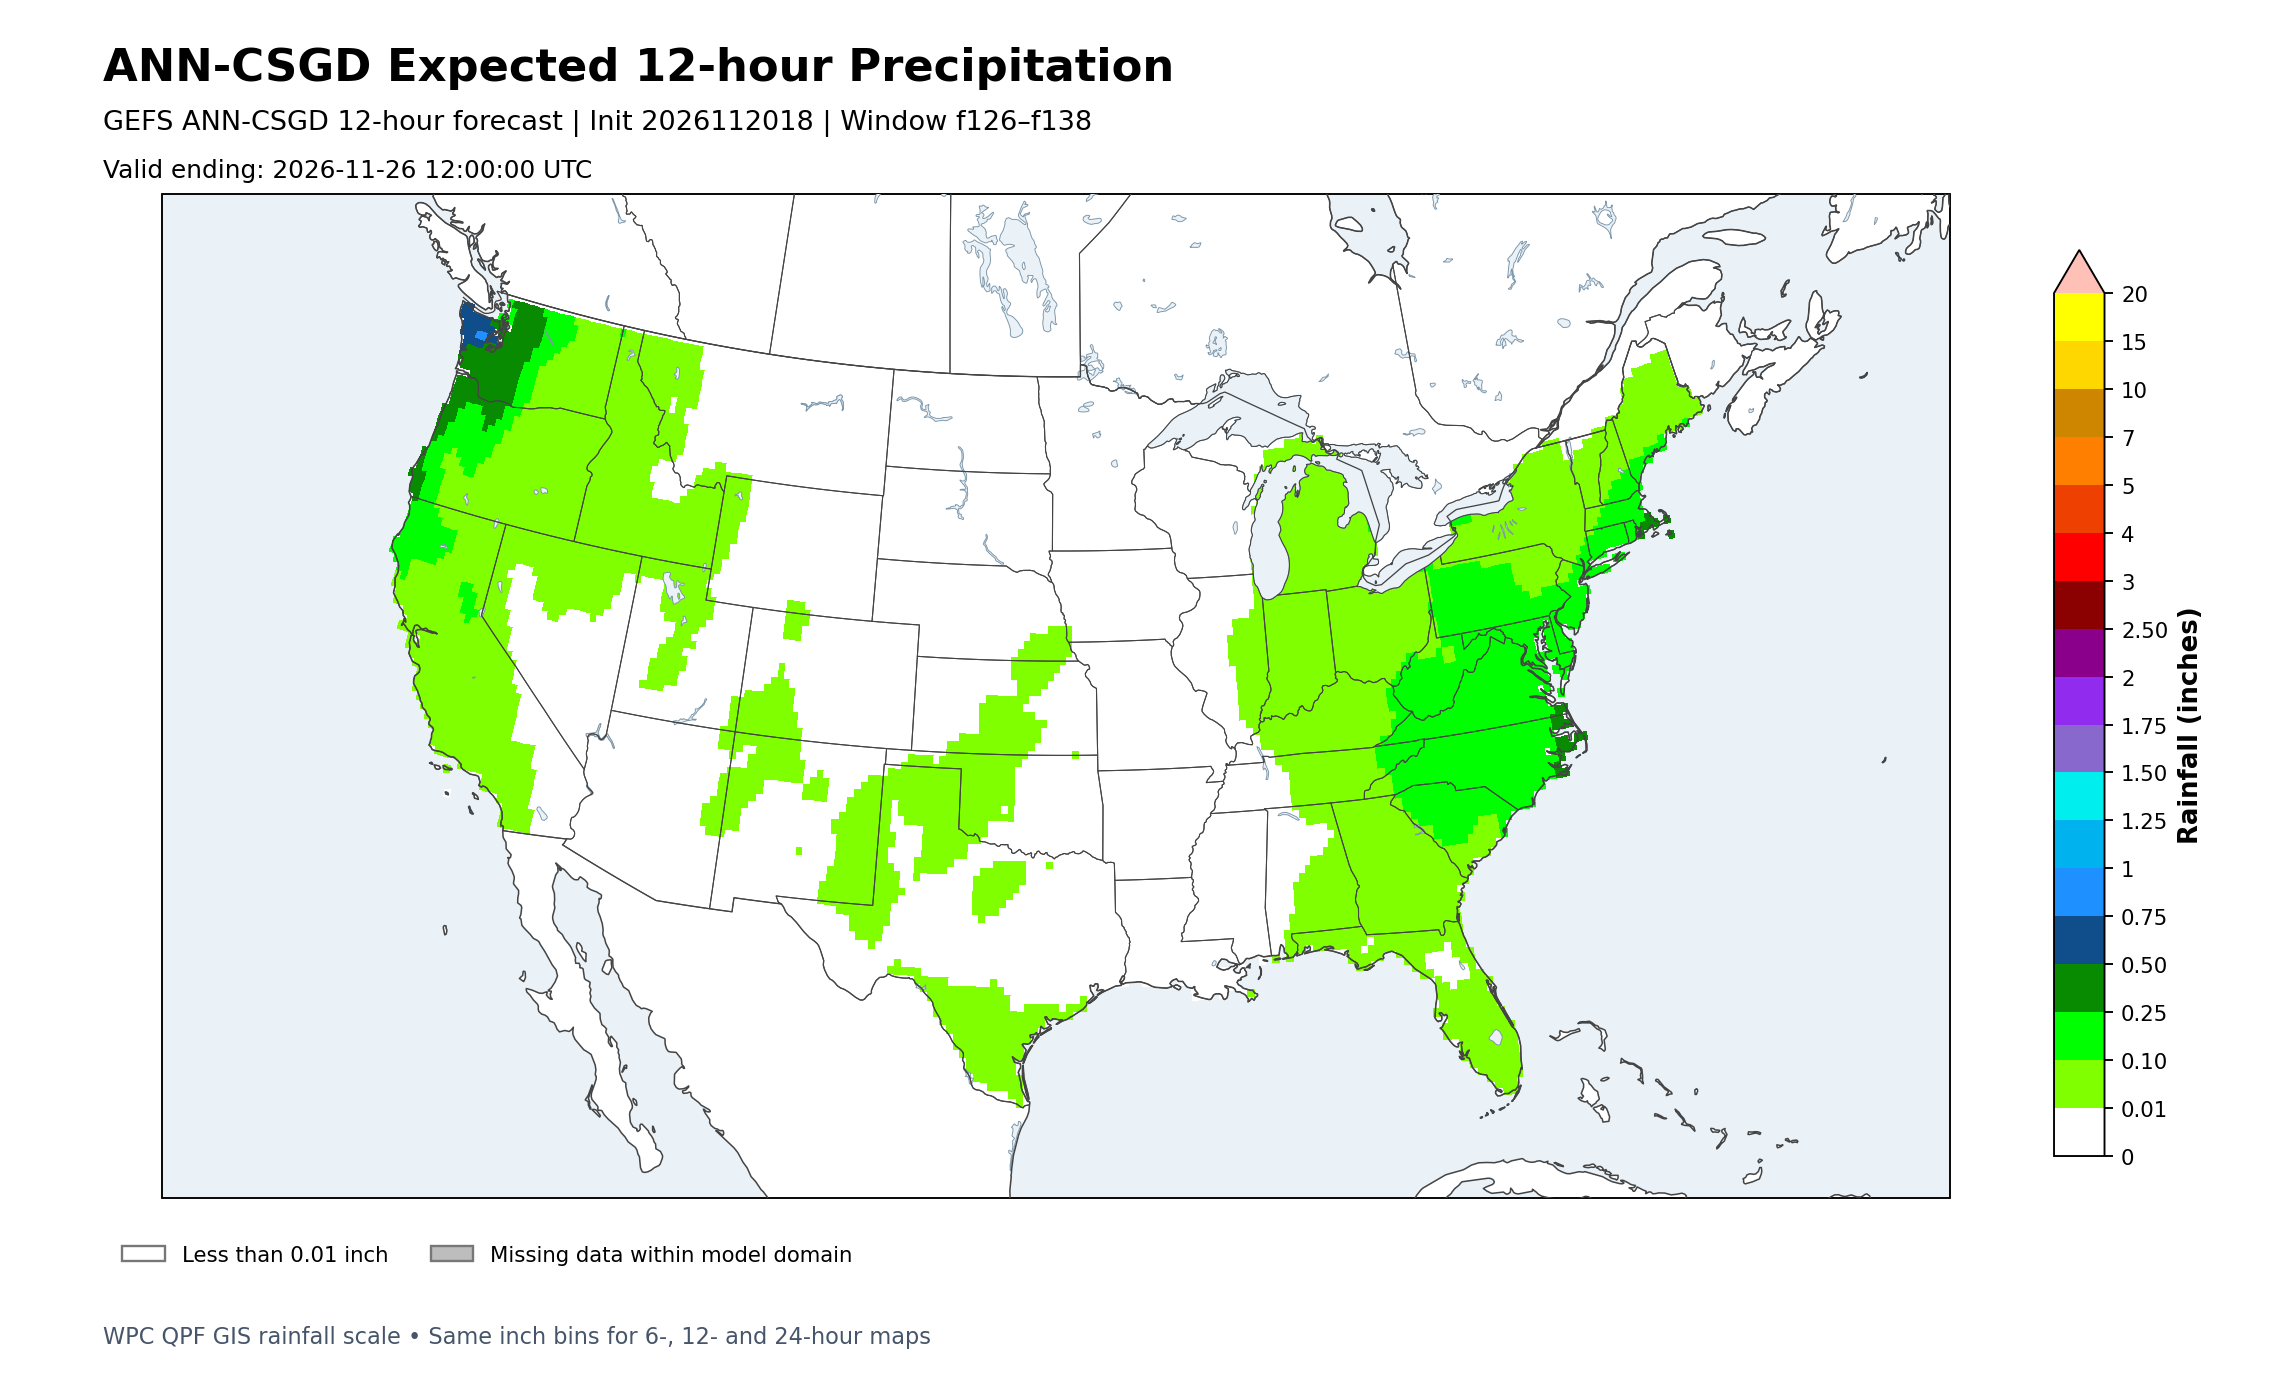 ANN-CSGD Expected 12-hour Precipitation
GEFS ANN-CSGD 12-hour forecast | Init 2026112018 | Window f126–f138
Valid ending: 2026-11-26 12:00:00 UTC
20
15
10
7
5
4
3
2.50
2
1.75
1.50
1.25
1
0.75
0.50
0.25
0.10
0.01
0
Rainfall (inches)
Less than 0.01 inch
Missing data within model domain
WPC QPF GIS rainfall scale • Same inch bins for 6-, 12- and 24-hour maps